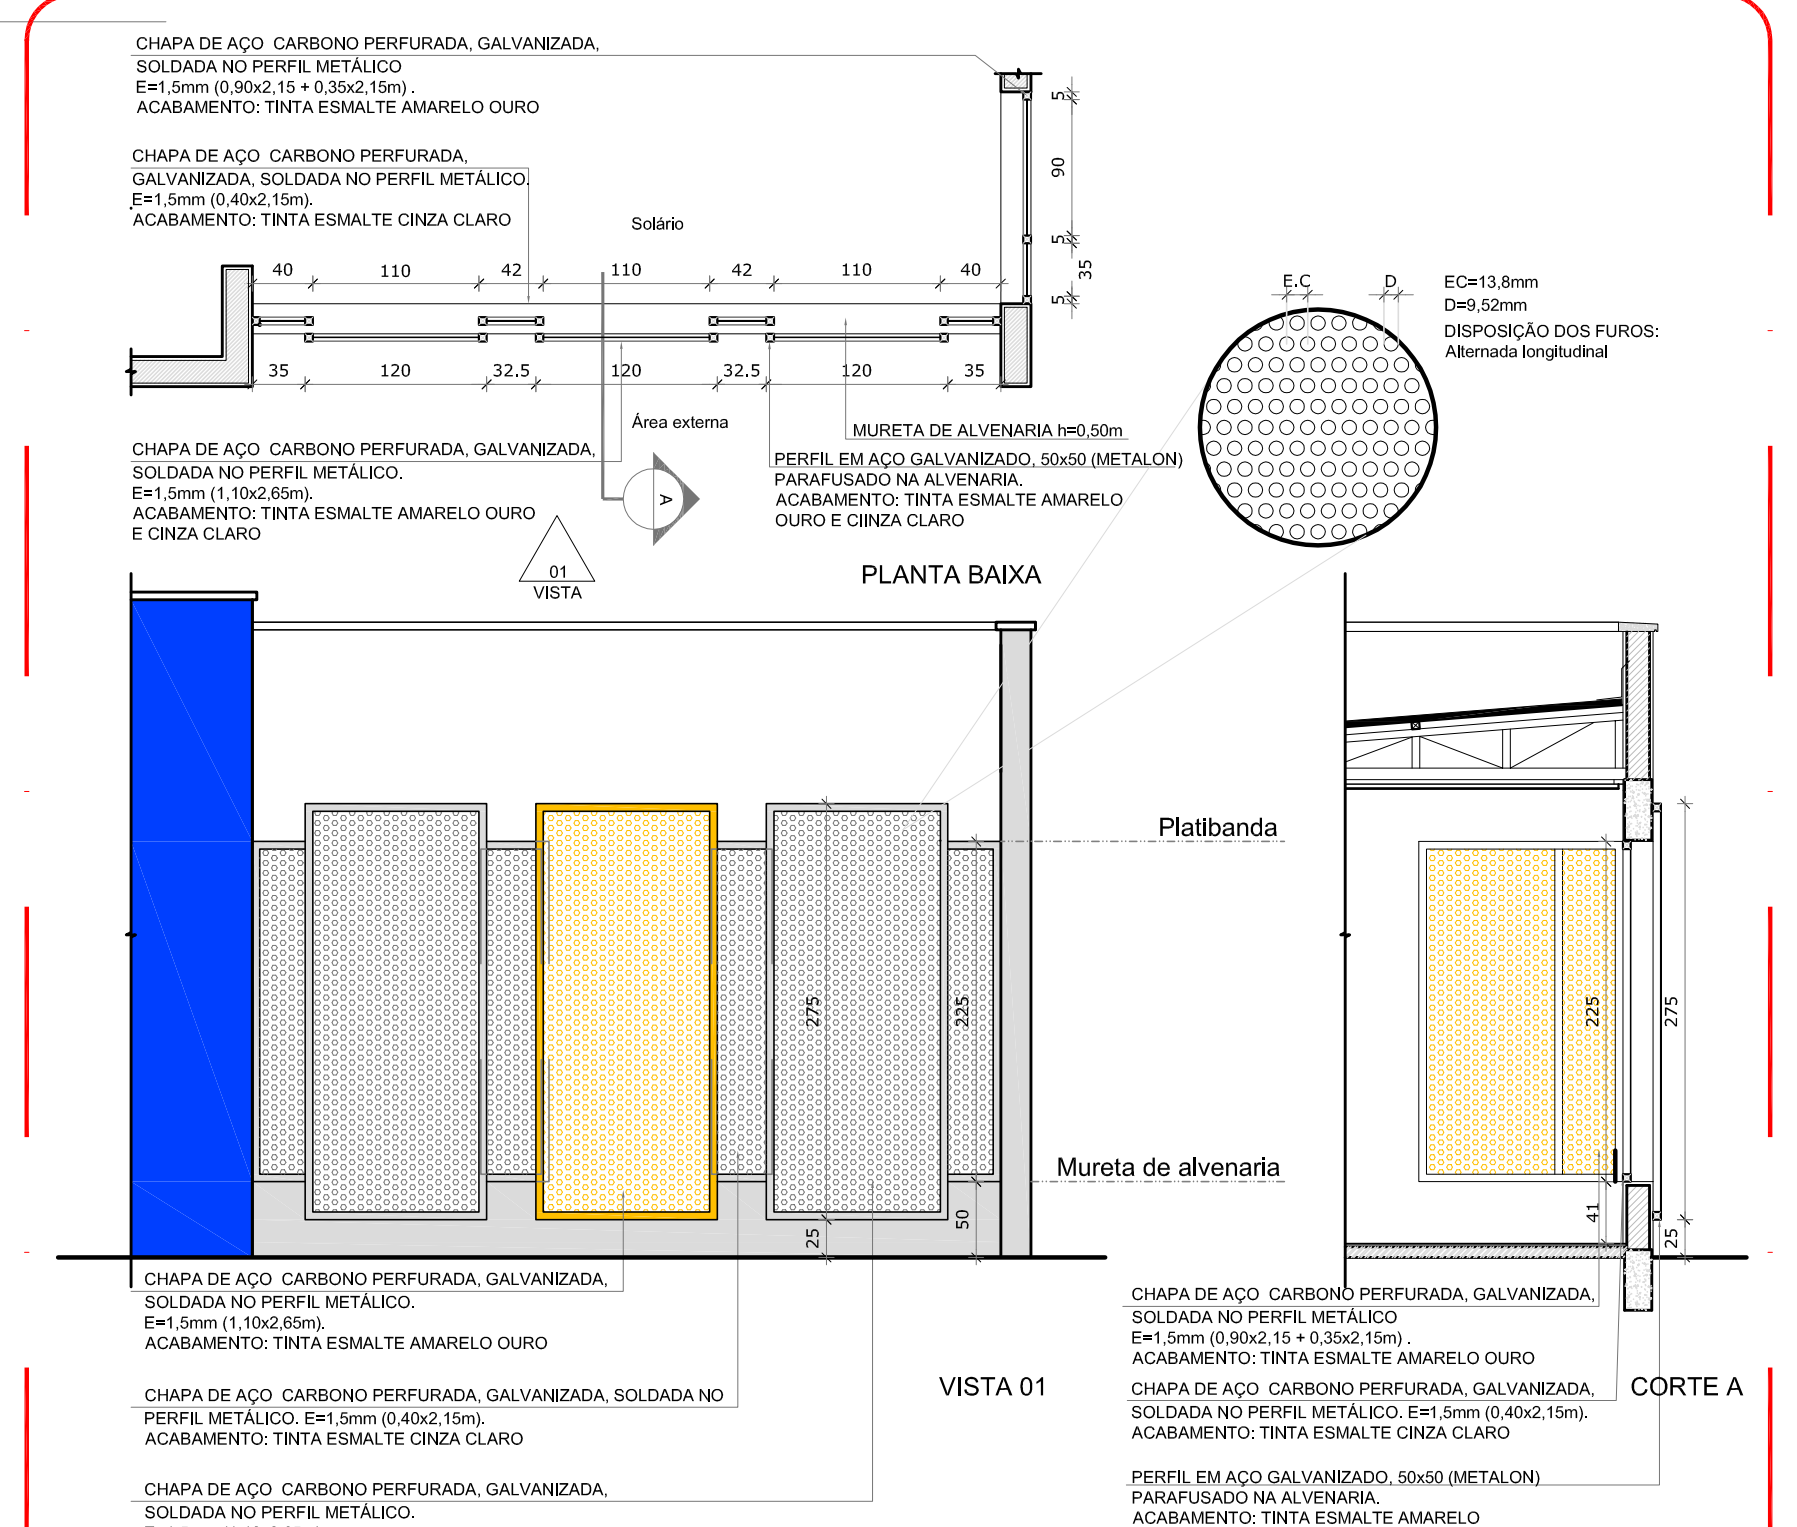 CHAPA DE AÇO CARBONO PERFURADA, GALVANIZADA,
SOLDADA NO PERFIL METÁLICO
E=1,5mm (0,90x2,15 + 0,35x2,15m) .
ACABAMENTO: TINTA ESMALTE AMARELO OURO
CHAPA DE AÇO CARBONO PERFURADA,
GALVANIZADA, SOLDADA NO PERFIL METÁLICO.
E=1,5mm (0,40x2,15m).
ACABAMENTO: TINTA ESMALTE CINZA CLARO
Solário
40 110 42 110 42 110 40
5
90
5
35
5
35 120 32.5 120 32.5 120 35
Área externa
MURETA DE ALVENARIA h=0,50m
CHAPA DE AÇO CARBONO PERFURADA, GALVANIZADA,
SOLDADA NO PERFIL METÁLICO.
E=1,5mm (1,10x2,65m).
ACABAMENTO: TINTA ESMALTE AMARELO OURO
E CINZA CLARO
PERFIL EM AÇO GALVANIZADO, 50x50 (METALON)
PARAFUSADO NA ALVENARIA.
ACABAMENTO: TINTA ESMALTE AMARELO
OURO E CIINZA CLARO
A
01
VISTA
PLANTA BAIXA
E.C D
EC=13,8mm
D=9,52mm
DISPOSIÇÃO DOS FUROS:
Alternada longitudinal
Platibanda
Mureta de alvenaria
275
225
50
25
225
275
41
25
CHAPA DE AÇO CARBONO PERFURADA, GALVANIZADA,
SOLDADA NO PERFIL METÁLICO.
E=1,5mm (1,10x2,65m).
ACABAMENTO: TINTA ESMALTE AMARELO OURO
CHAPA DE AÇO CARBONO PERFURADA, GALVANIZADA, SOLDADA NO
PERFIL METÁLICO. E=1,5mm (0,40x2,15m).
ACABAMENTO: TINTA ESMALTE CINZA CLARO
CHAPA DE AÇO CARBONO PERFURADA, GALVANIZADA,
SOLDADA NO PERFIL METÁLICO.
VISTA 01
CHAPA DE AÇO CARBONO PERFURADA, GALVANIZADA,
SOLDADA NO PERFIL METÁLICO
E=1,5mm (0,90x2,15 + 0,35x2,15m) .
ACABAMENTO: TINTA ESMALTE AMARELO OURO
CHAPA DE AÇO CARBONO PERFURADA, GALVANIZADA,
SOLDADA NO PERFIL METÁLICO. E=1,5mm (0,40x2,15m).
ACABAMENTO: TINTA ESMALTE CINZA CLARO
CORTE A
PERFIL EM AÇO GALVANIZADO, 50x50 (METALON)
PARAFUSADO NA ALVENARIA.
ACABAMENTO: TINTA ESMALTE AMARELO